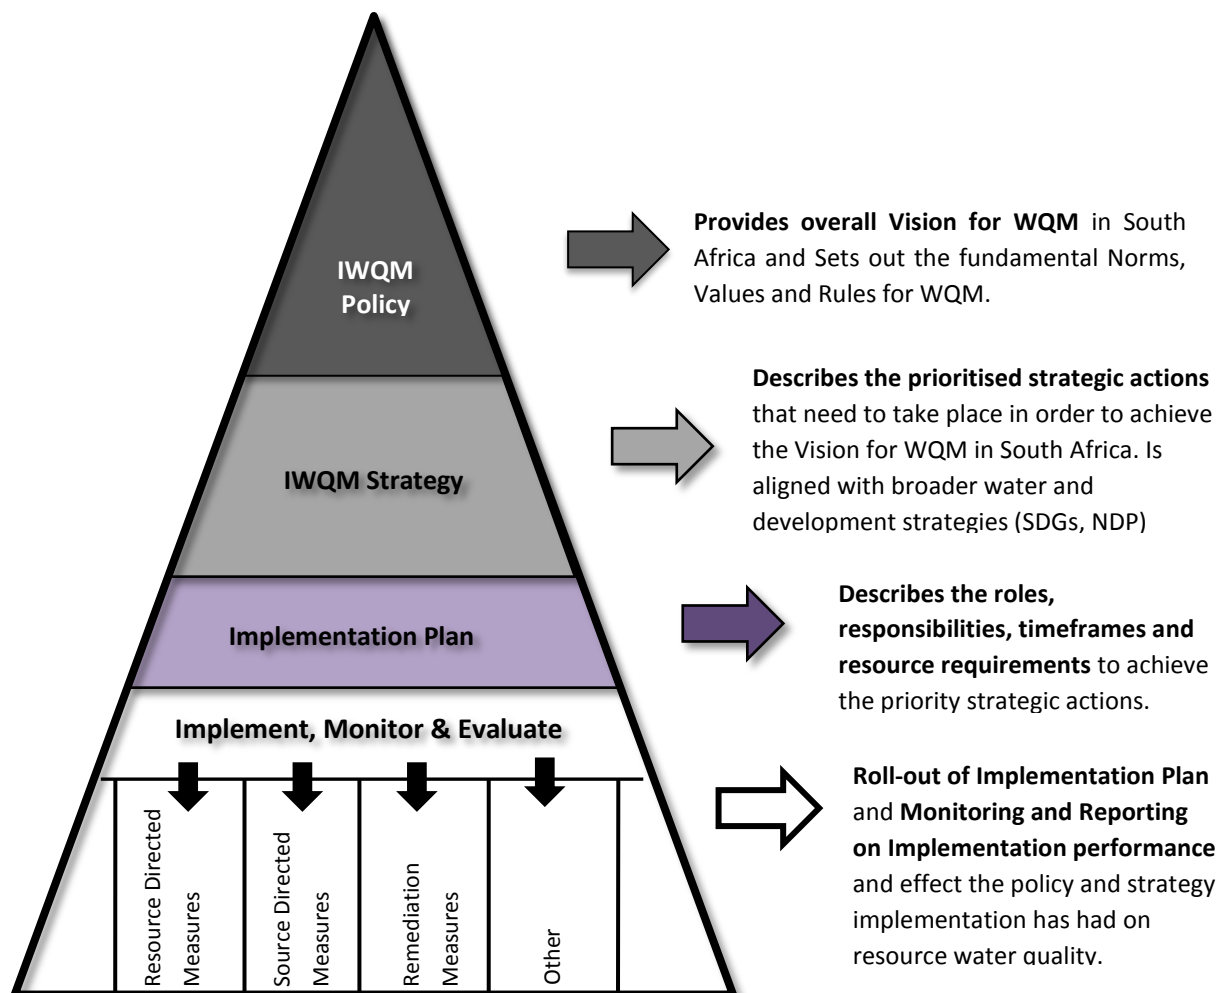 IWQM
Policy
Provides overall Vision for WQM in South
Africa and Sets out the fundamental Norms,
Values and Rules for WQM.
IWQM Strategy
Describes the prioritised strategic actions
that need to take place in order to achieve
the Vision for WQM in South Africa. Is
aligned with broader water and
development strategies (SDGs, NDP)
Implementation Plan
Describes the roles,
responsibilities, timeframes and
resource requirements to achieve
the priority strategic actions.
Implement, Monitor & Evaluate
Resource Directed
Measures
Source Directed
Measures
Remediation
Measures
Other
Roll-out of Implementation Plan
and Monitoring and Reporting
on Implementation performance
and effect the policy and strategy
implementation has had on
resource water quality.